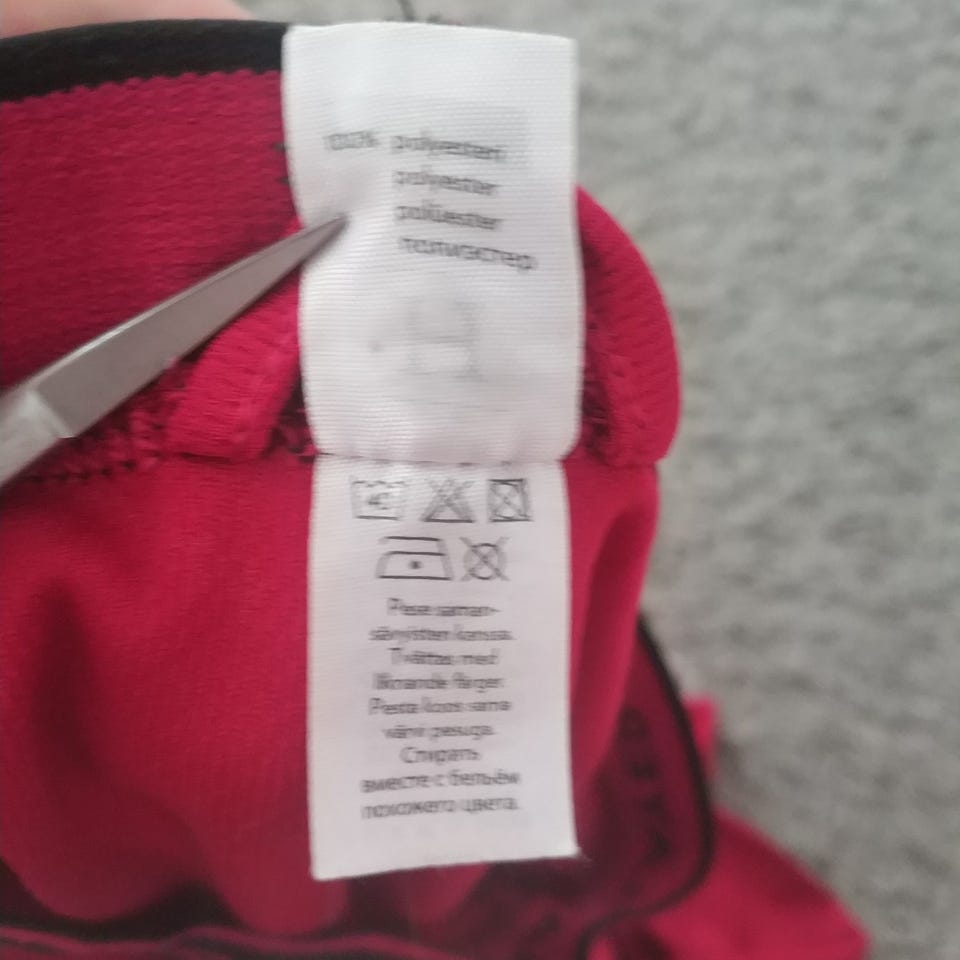 100% polyesteri
polyester
polüester
полиэстер
40
Pese saman-
sävyisten kanssa.
Tvättas med
liknande färger.
Pesta koos sama
värvi pesuga.
Стирать
вместе с бельём
похожего цвета.